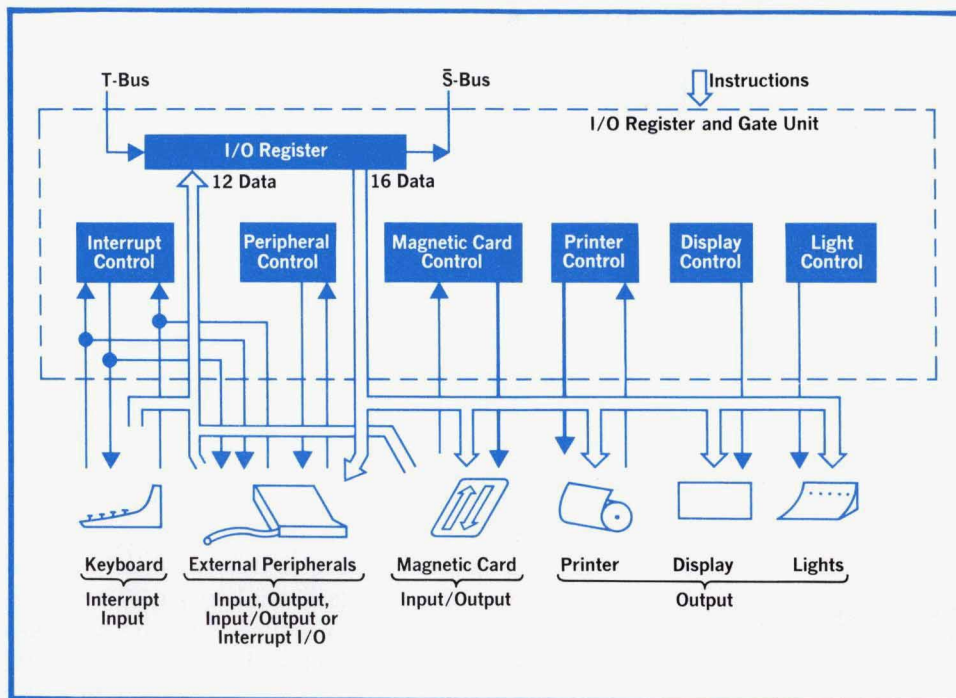 T-Bus
S̄-Bus
Instructions
I/O Register and Gate Unit
I/O Register
12 Data
16 Data
Interrupt
Control
Peripheral
Control
Magnetic Card
Control
Printer
Control
Display
Control
Light
Control
Keyboard
External Peripherals
Magnetic Card
Printer
Display
Lights
Interrupt
Input
Input, Output,
Input/Output or
Interrupt I/O
Input/Output
Output